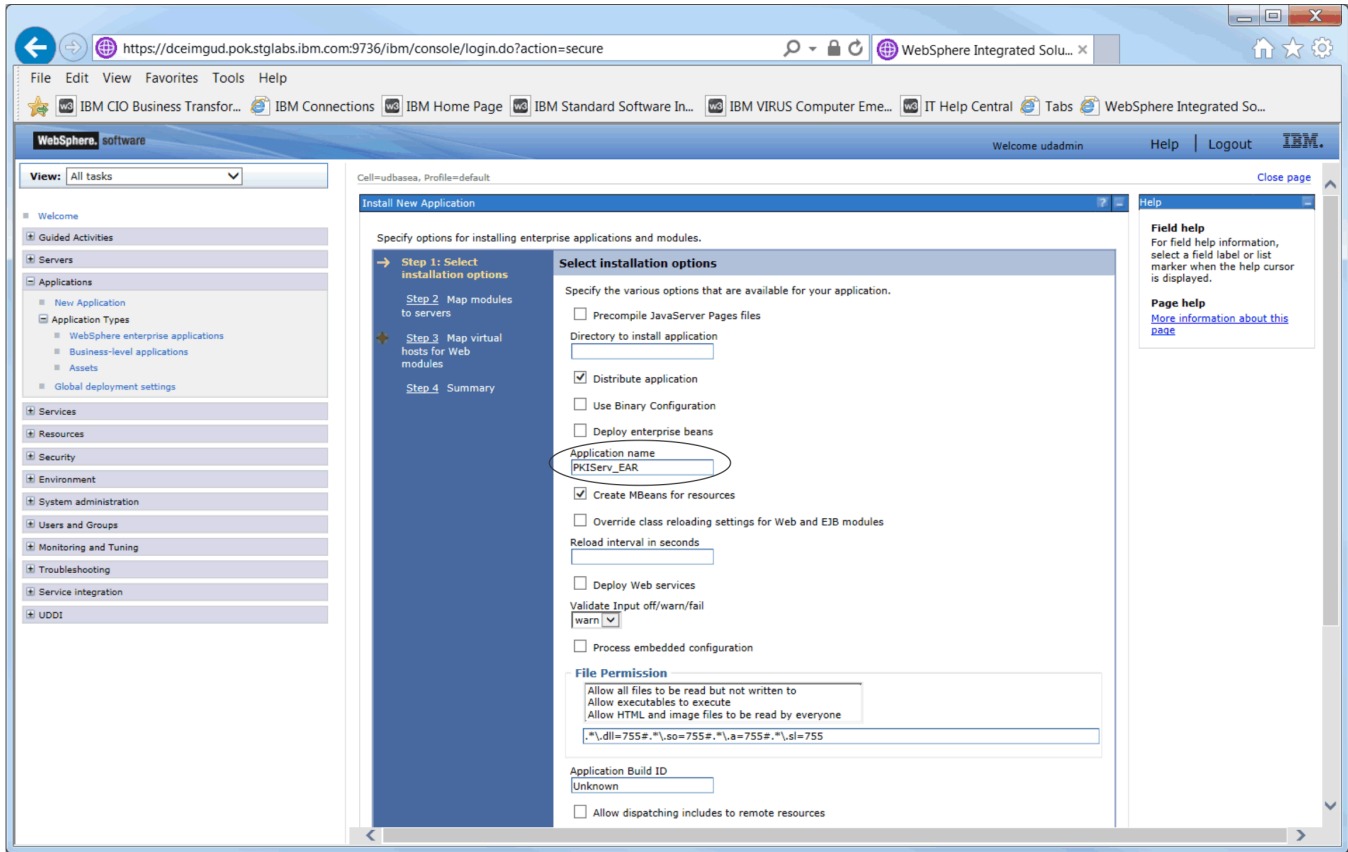 https://dceimgud.pok.stglabs.ibm.com:9736/ibm/console/login.do?action=secure
WebSphere Integrated Solu...
File Edit View Favorites Tools Help
IBM CIO Business Transfor... IBM Connections IBM Home Page IBM Standard Software In... IBM VIRUS Computer Eme... IT Help Central Tabs WebSphere Integrated So...
WebSphere. software
Welcome udadmin
Help Logout IBM.
View: All tasks
Welcome
Guided Activities
Servers
Applications
New Application
Application Types
WebSphere enterprise applications
Business-level applications
Assets
Global deployment settings
Services
Resources
Security
Environment
System administration
Users and Groups
Monitoring and Tuning
Troubleshooting
Service integration
UDDI
Cell=udbasea, Profile=default
Close page
Install New Application
?
Specify options for installing enterprise applications and modules.
Step 1: Select
installation options
Step 2 Map modules
to servers
Step 3 Map virtual
hosts for Web
modules
Step 4 Summary
Select installation options
Specify the various options that are available for your application.
Precompile JavaServer Pages files
Directory to install application
Distribute application
Use Binary Configuration
Deploy enterprise beans
Application name
PKIServ_EAR
Create MBeans for resources
Override class reloading settings for Web and EJB modules
Reload interval in seconds
Deploy Web services
Validate Input off/warn/fail
warn
Process embedded configuration
File Permission
Allow all files to be read but not written to
Allow executables to execute
Allow HTML and image files to be read by everyone
.*\.dll=755#.*\.so=755#.*\.a=755#.*\.sl=755
Application Build ID
Unknown
Allow dispatching includes to remote resources
Help
Field help
For field help information,
select a field label or list
marker when the help cursor
is displayed.
Page help
More information about this
page